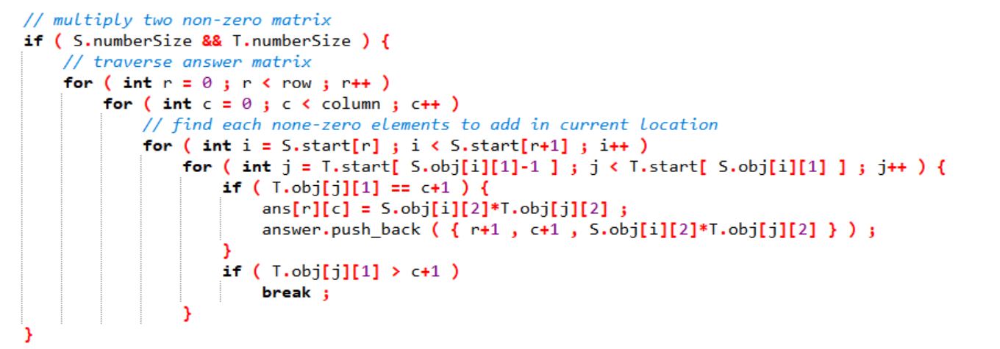 // multiply two non-zero matrix
if ( S.numberSize && T.numberSize ) {
// traverse answer matrix
for ( int r = 0 ; r < row ; r++ )
for ( int c = 0 ; c < column ; c++ )
// find each none-zero elements to add in current location
for ( int i = S.start[r] ; i < S.start[r+1] ; i++ )
for ( int j = T.start[ S.obj[i][1]-1 ] ; j < T.start[ S.obj[i][1] ] ; j++ ) {
if ( T.obj[j][1] == c+1 ) {
ans[r][c] = S.obj[i][2]*T.obj[j][2] ;
answer.push_back ( { r+1 , c+1 , S.obj[i][2]*T.obj[j][2] } ) ;
}
if ( T.obj[j][1] > c+1 )
break ;
}
}